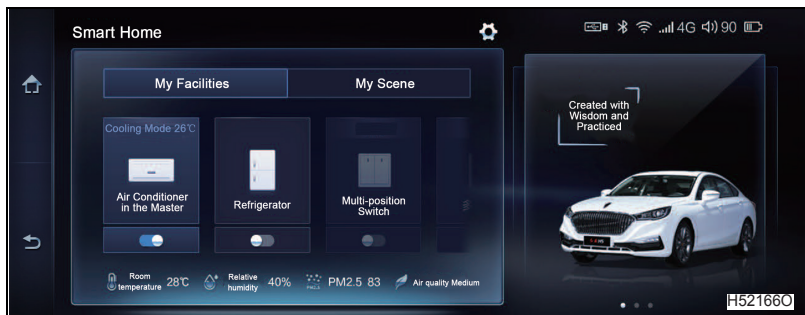 Smart Home
4G 90
My Facilities
My Scene
Created with
Wisdom and
Practiced
Cooling Mode 26℃
Air Conditioner
in the Master
Refrigerator
Multi-position
Switch
Room
temperature 28℃
Relative
humidity 40%
PM2.5
PM2.5 83
Air quality Medium
H52166O